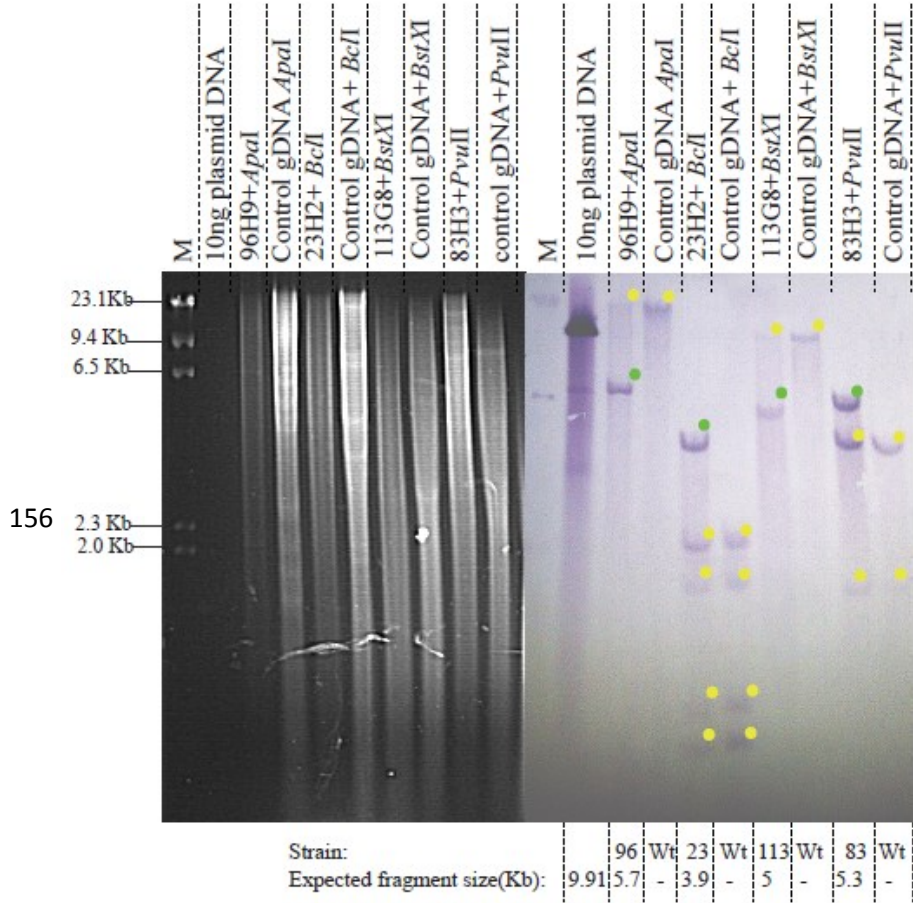 M
10ng plasmid DNA
96H9+ApaI
Control gDNA ApaI
23H2+ BclI
Control gDNA+ BclI
113G8+BstXI
Control gDNA+BstXI
83H3+PvuII
control gDNA+PvuII
M
10ng plasmid DNA
96H9+ApaI
Control gDNA ApaI
23H2+ BclI
Control gDNA+ BclI
113G8+BstXI
Control gDNA+BstXI
83H3+PvuII
Control gDNA+PvuII
23.1Kb
9.4 Kb
6.5 Kb
156
2.3 Kb
2.0 Kb
Strain: 96 Wt 23 Wt 113 Wt 83 Wt
Expected fragment size(Kb): 9.91 5.7 - 3.9 - 5 - 5.3 -